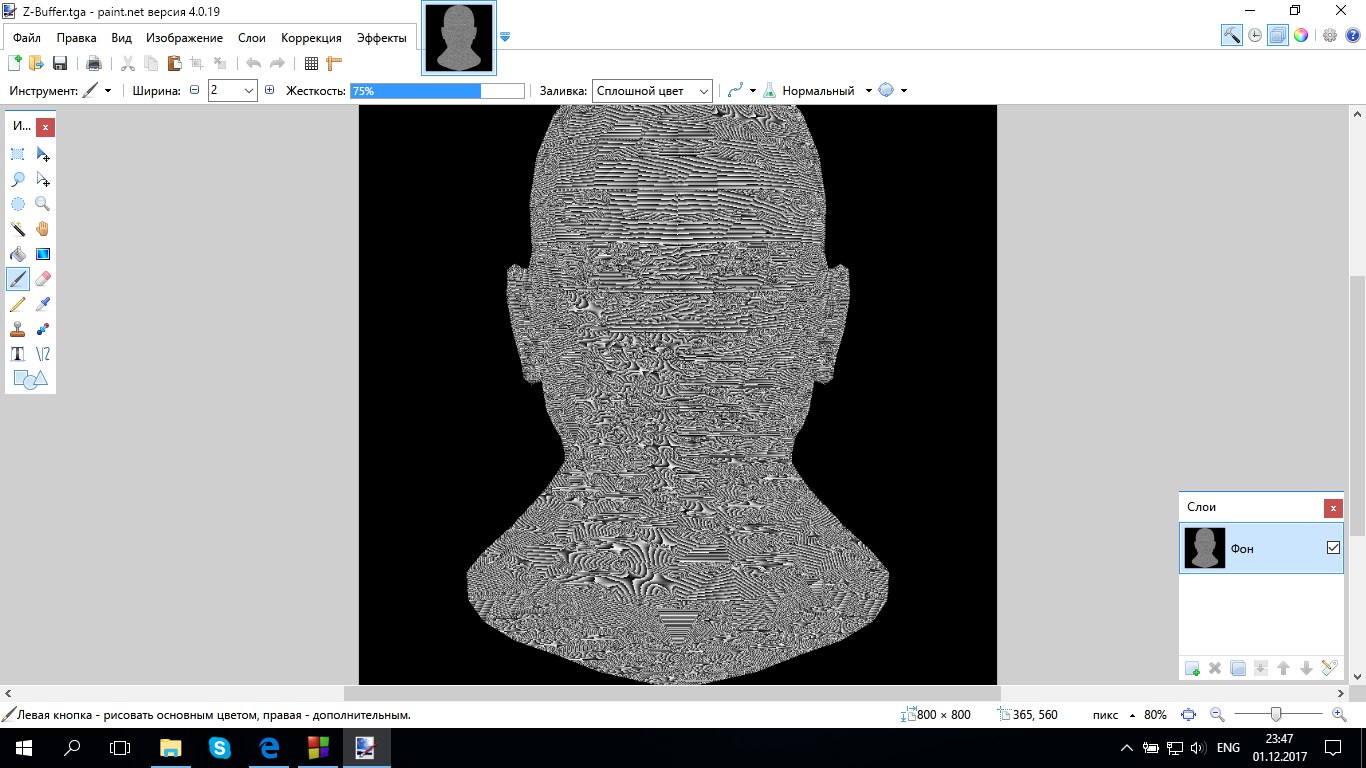 Z-Buffer.tga - paint.net версия 4.0.19
Файл Правка Вид Изображение Слои Коррекция Эффекты
Инструмент: Ширина: 2 Жесткость: 75% Заливка: Сплошной цвет Нормальный
И...
Слои
Фон
Левая кнопка - рисовать основным цветом, правая - дополнительным. 800 × 800 365, 560 пикс 80%
ENG 23:47
01.12.2017